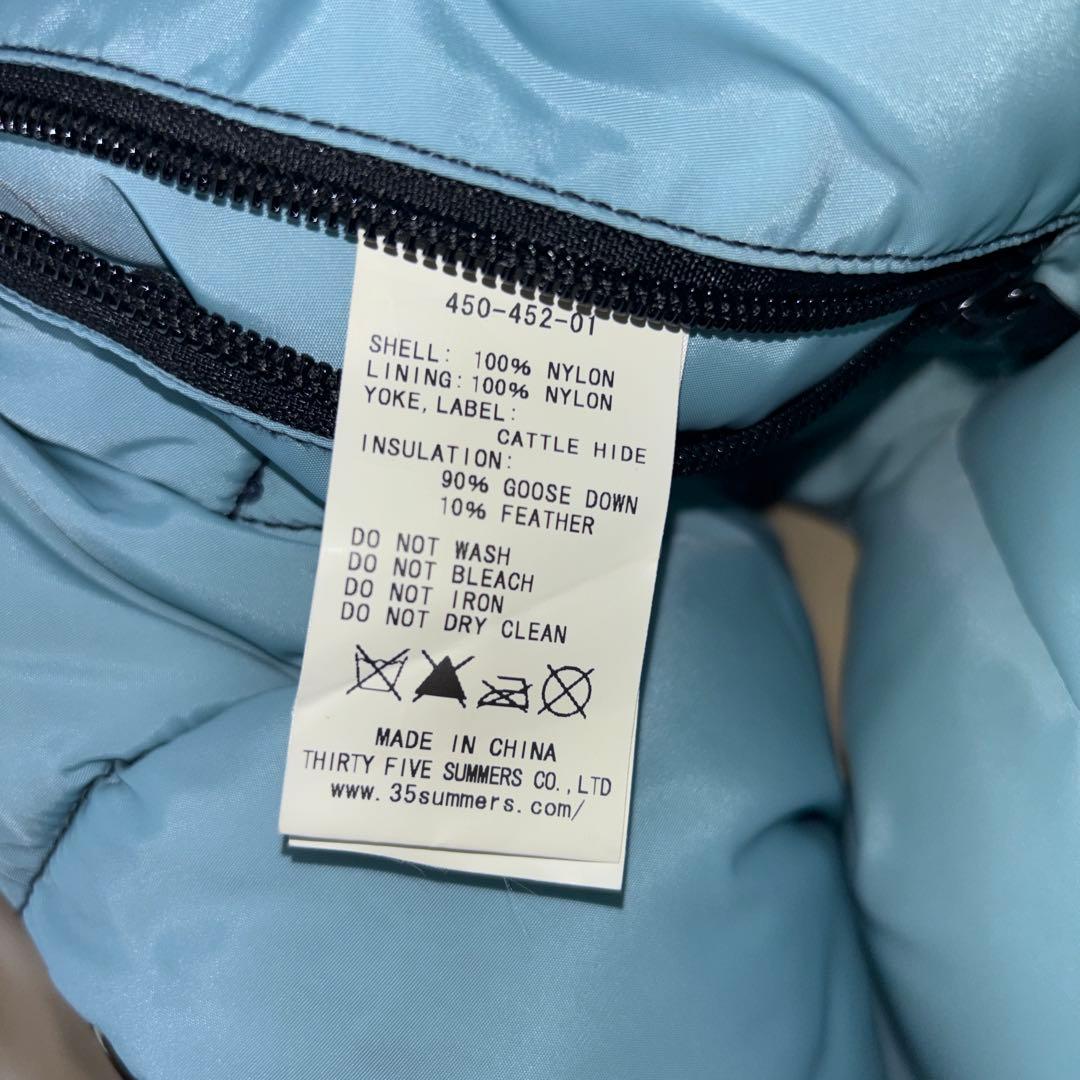 450-452-01
SHELL: 100% NYLON
LINING: 100% NYLON
YOKE, LABEL:
CATTLE HIDE
INSULATION:
90% GOOSE DOWN
10% FEATHER
DO NOT WASH
DO NOT BLEACH
DO NOT IRON
DO NOT DRY CLEAN
MADE IN CHINA
THIRTY FIVE SUMMERS CO., LTD
www.35summers.com/